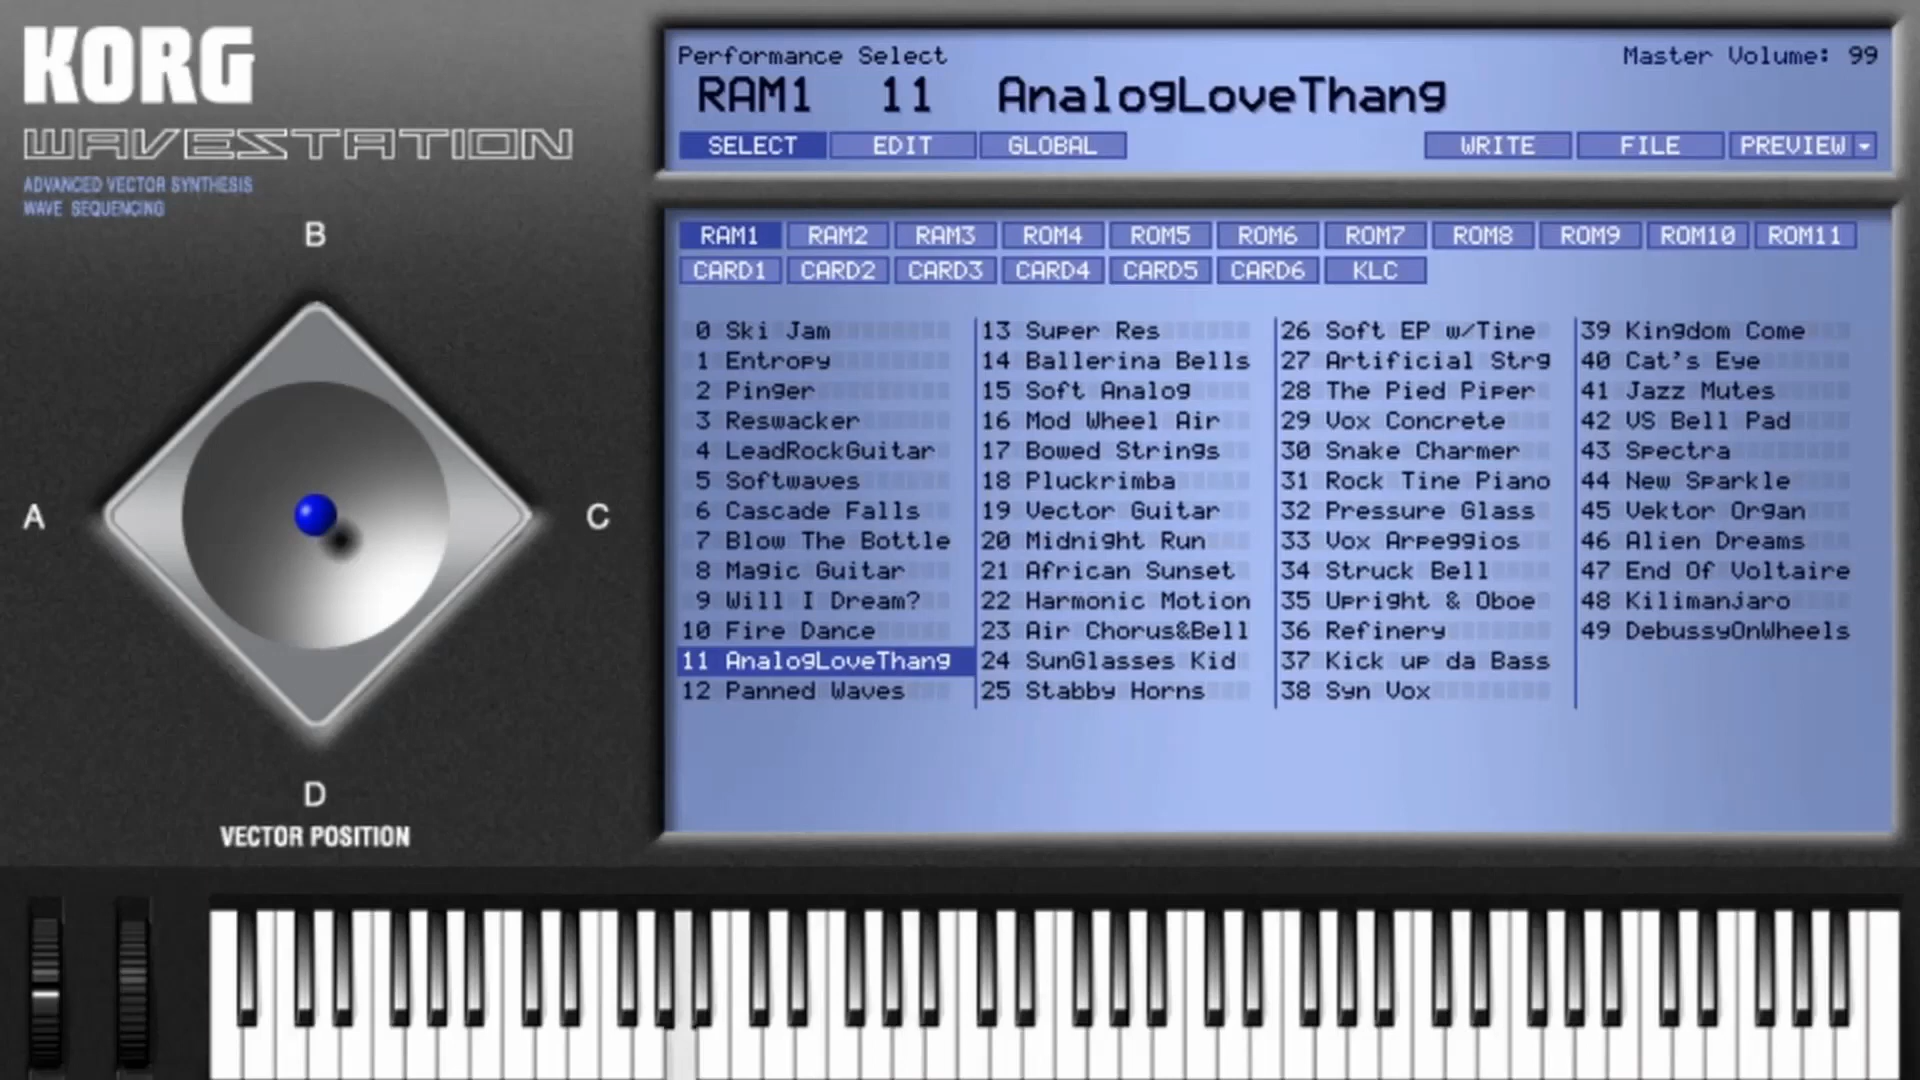 KORG
WAVESTATION
ADVANCED VECTOR SYNTHESIS
WAVE SEQUENCING
B
A
C
D
VECTOR POSITION
Performance Select
Master Volume: 99
RAM1 11 AnalogLoveThang
SELECT EDIT GLOBAL WRITE FILE PREVIEW
RAM1 RAM2 RAM3 ROM4 ROM5 ROM6 ROM7 ROM8 ROM9 ROM10 ROM11
CARD1 CARD2 CARD3 CARD4 CARD5 CARD6 KLC
0 Ski Jam
1 Entropy
2 Pinger
3 Reswacker
4 LeadRockGuitar
5 Softwaves
6 Cascade Falls
7 Blow The Bottle
8 Magic Guitar
9 Will I Dream?
10 Fire Dance
11 AnalogLoveThang
12 Panned Waves
13 Super Res
14 Ballerina Bells
15 Soft Analog
16 Mod Wheel Air
17 Bowed Strings
18 Pluckrimba
19 Vector Guitar
20 Midnight Run
21 African Sunset
22 Harmonic Motion
23 Air Chorus&Bell
24 SunGlasses Kid
25 Stabby Horns
26 Soft EP w/Tine
27 Artificial Strg
28 The Pied Piper
29 Vox Concrete
30 Snake Charmer
31 Rock Tine Piano
32 Pressure Glass
33 Vox Arpeggios
34 Struck Bell
35 Upright & Oboe
36 Refinery
37 Kick up da Bass
38 Syn Vox
39 Kingdom Come
40 Cat's Eye
41 Jazz Mutes
42 VS Bell Pad
43 Spectra
44 New Sparkle
45 Vektor Organ
46 Alien Dreams
47 End Of Voltaire
48 Kilimanjaro
49 DebussyOnWheels